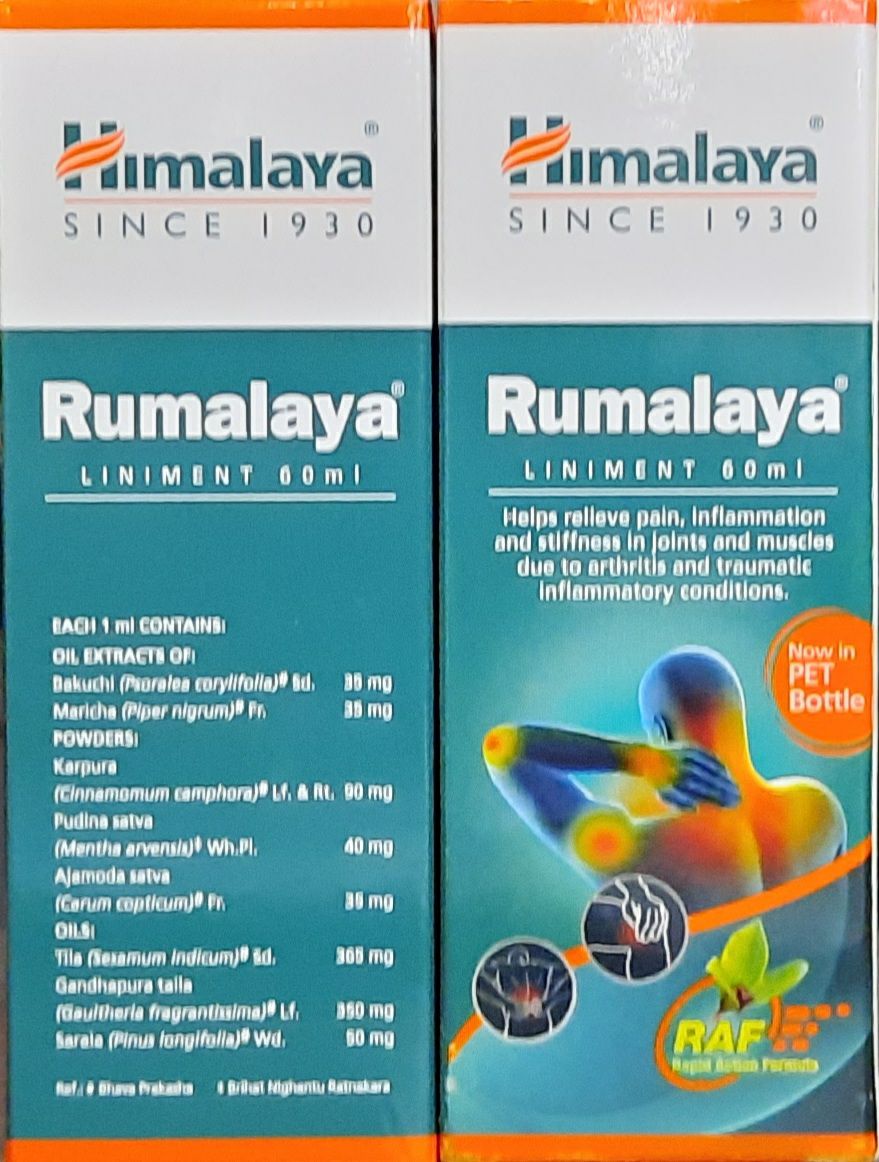 Himalaya®
SINCE 1930
Rumalaya®
LINIMENT 60ml
EACH 1 ml CONTAINS:
OIL EXTRACTS OF:
Bakuchi (Psoralea corylifolia)# Sd. 35 mg
Maricha (Piper nigrum)# Fr. 35 mg
POWDERS:
Karpura
(Cinnamomum camphora)# Lf. & Rt. 90 mg
Pudina satva
(Mentha arvensis)‡ Wh.Pl. 40 mg
Ajamoda satva
(Carum copticum)# Fr. 35 mg
OILS:
Tila (Sesamum indicum)# Sd. 365 mg
Gandhapura taila
(Gaultheria fragrantissima)# Lf. 350 mg
Sarala (Pinus longifolia)# Wd. 50 mg
Ref.: # Bhava Prakasha ‡ Brihat Nighantu Ratnakara
Himalaya®
SINCE 1930
Rumalaya®
LINIMENT 60ml
Helps relieve pain, inflammation
and stiffness in joints and muscles
due to arthritis and traumatic
inflammatory conditions.
Now in
PET
Bottle
RAF
Rapid Action Formula